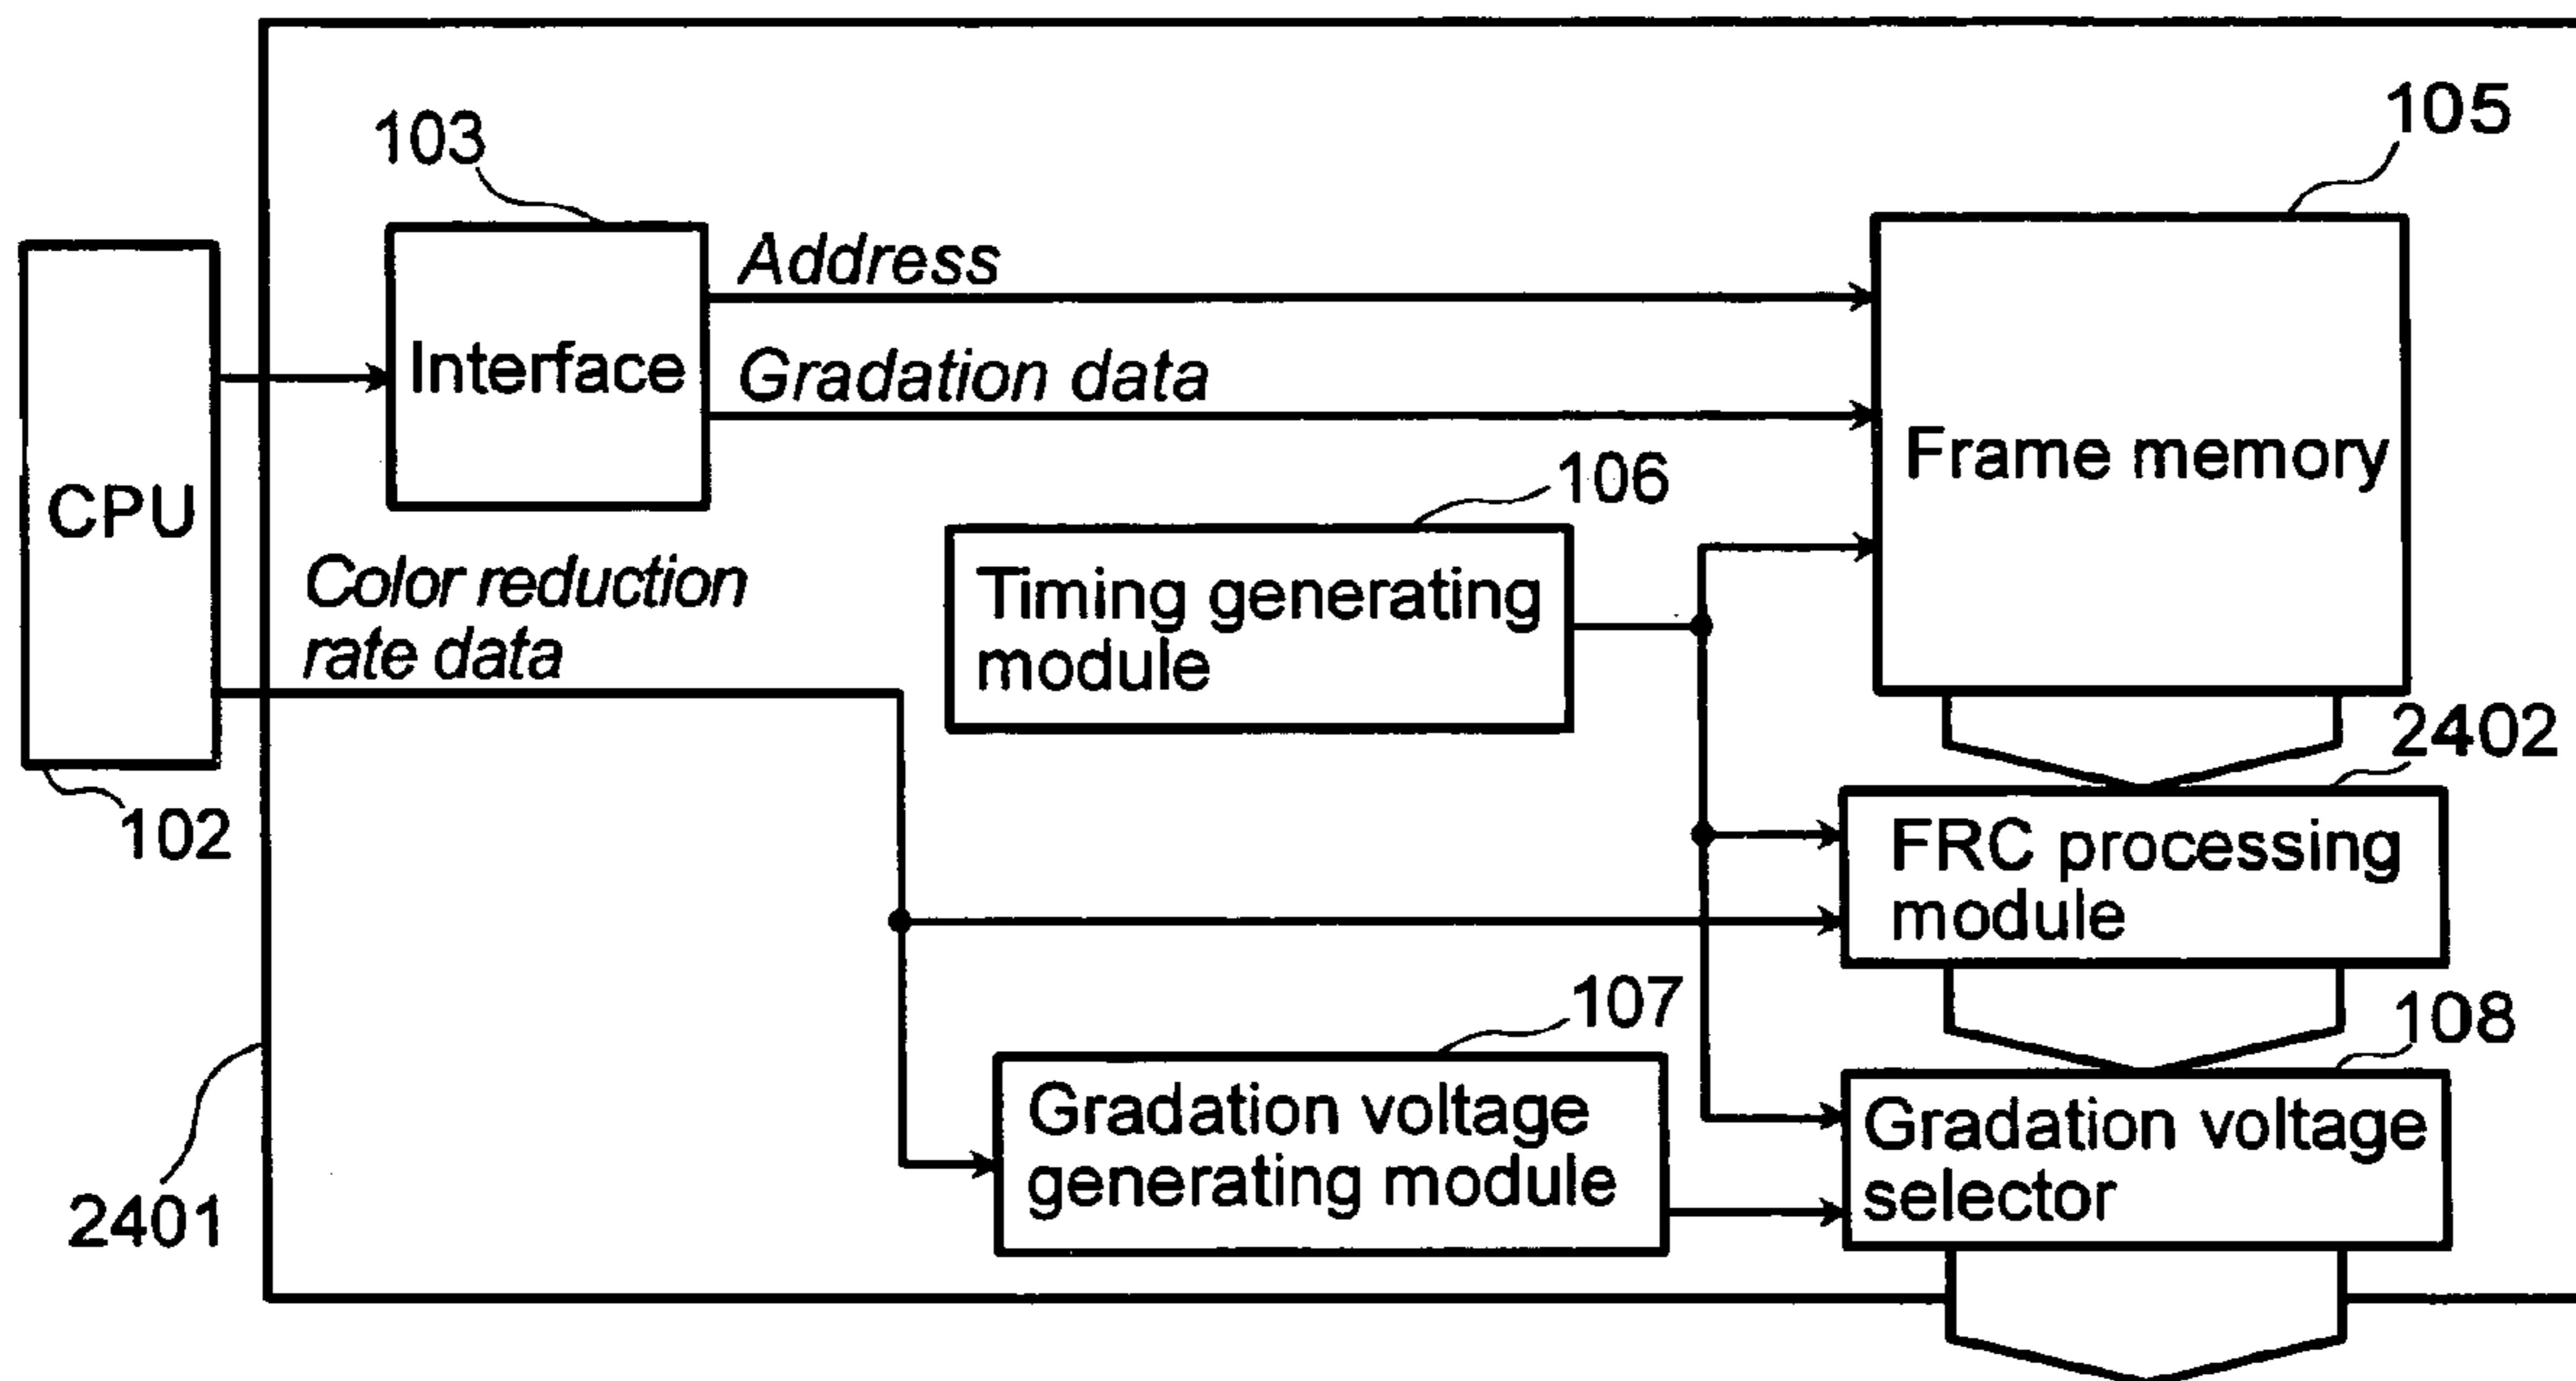 105
103
Address
Interface
Gradation data
Frame memory
106
CPU
Color reduction
rate data
Timing generating
module
2402
102
FRC processing
module
107
108
Gradation voltage
generating module
Gradation voltage
selector
2401